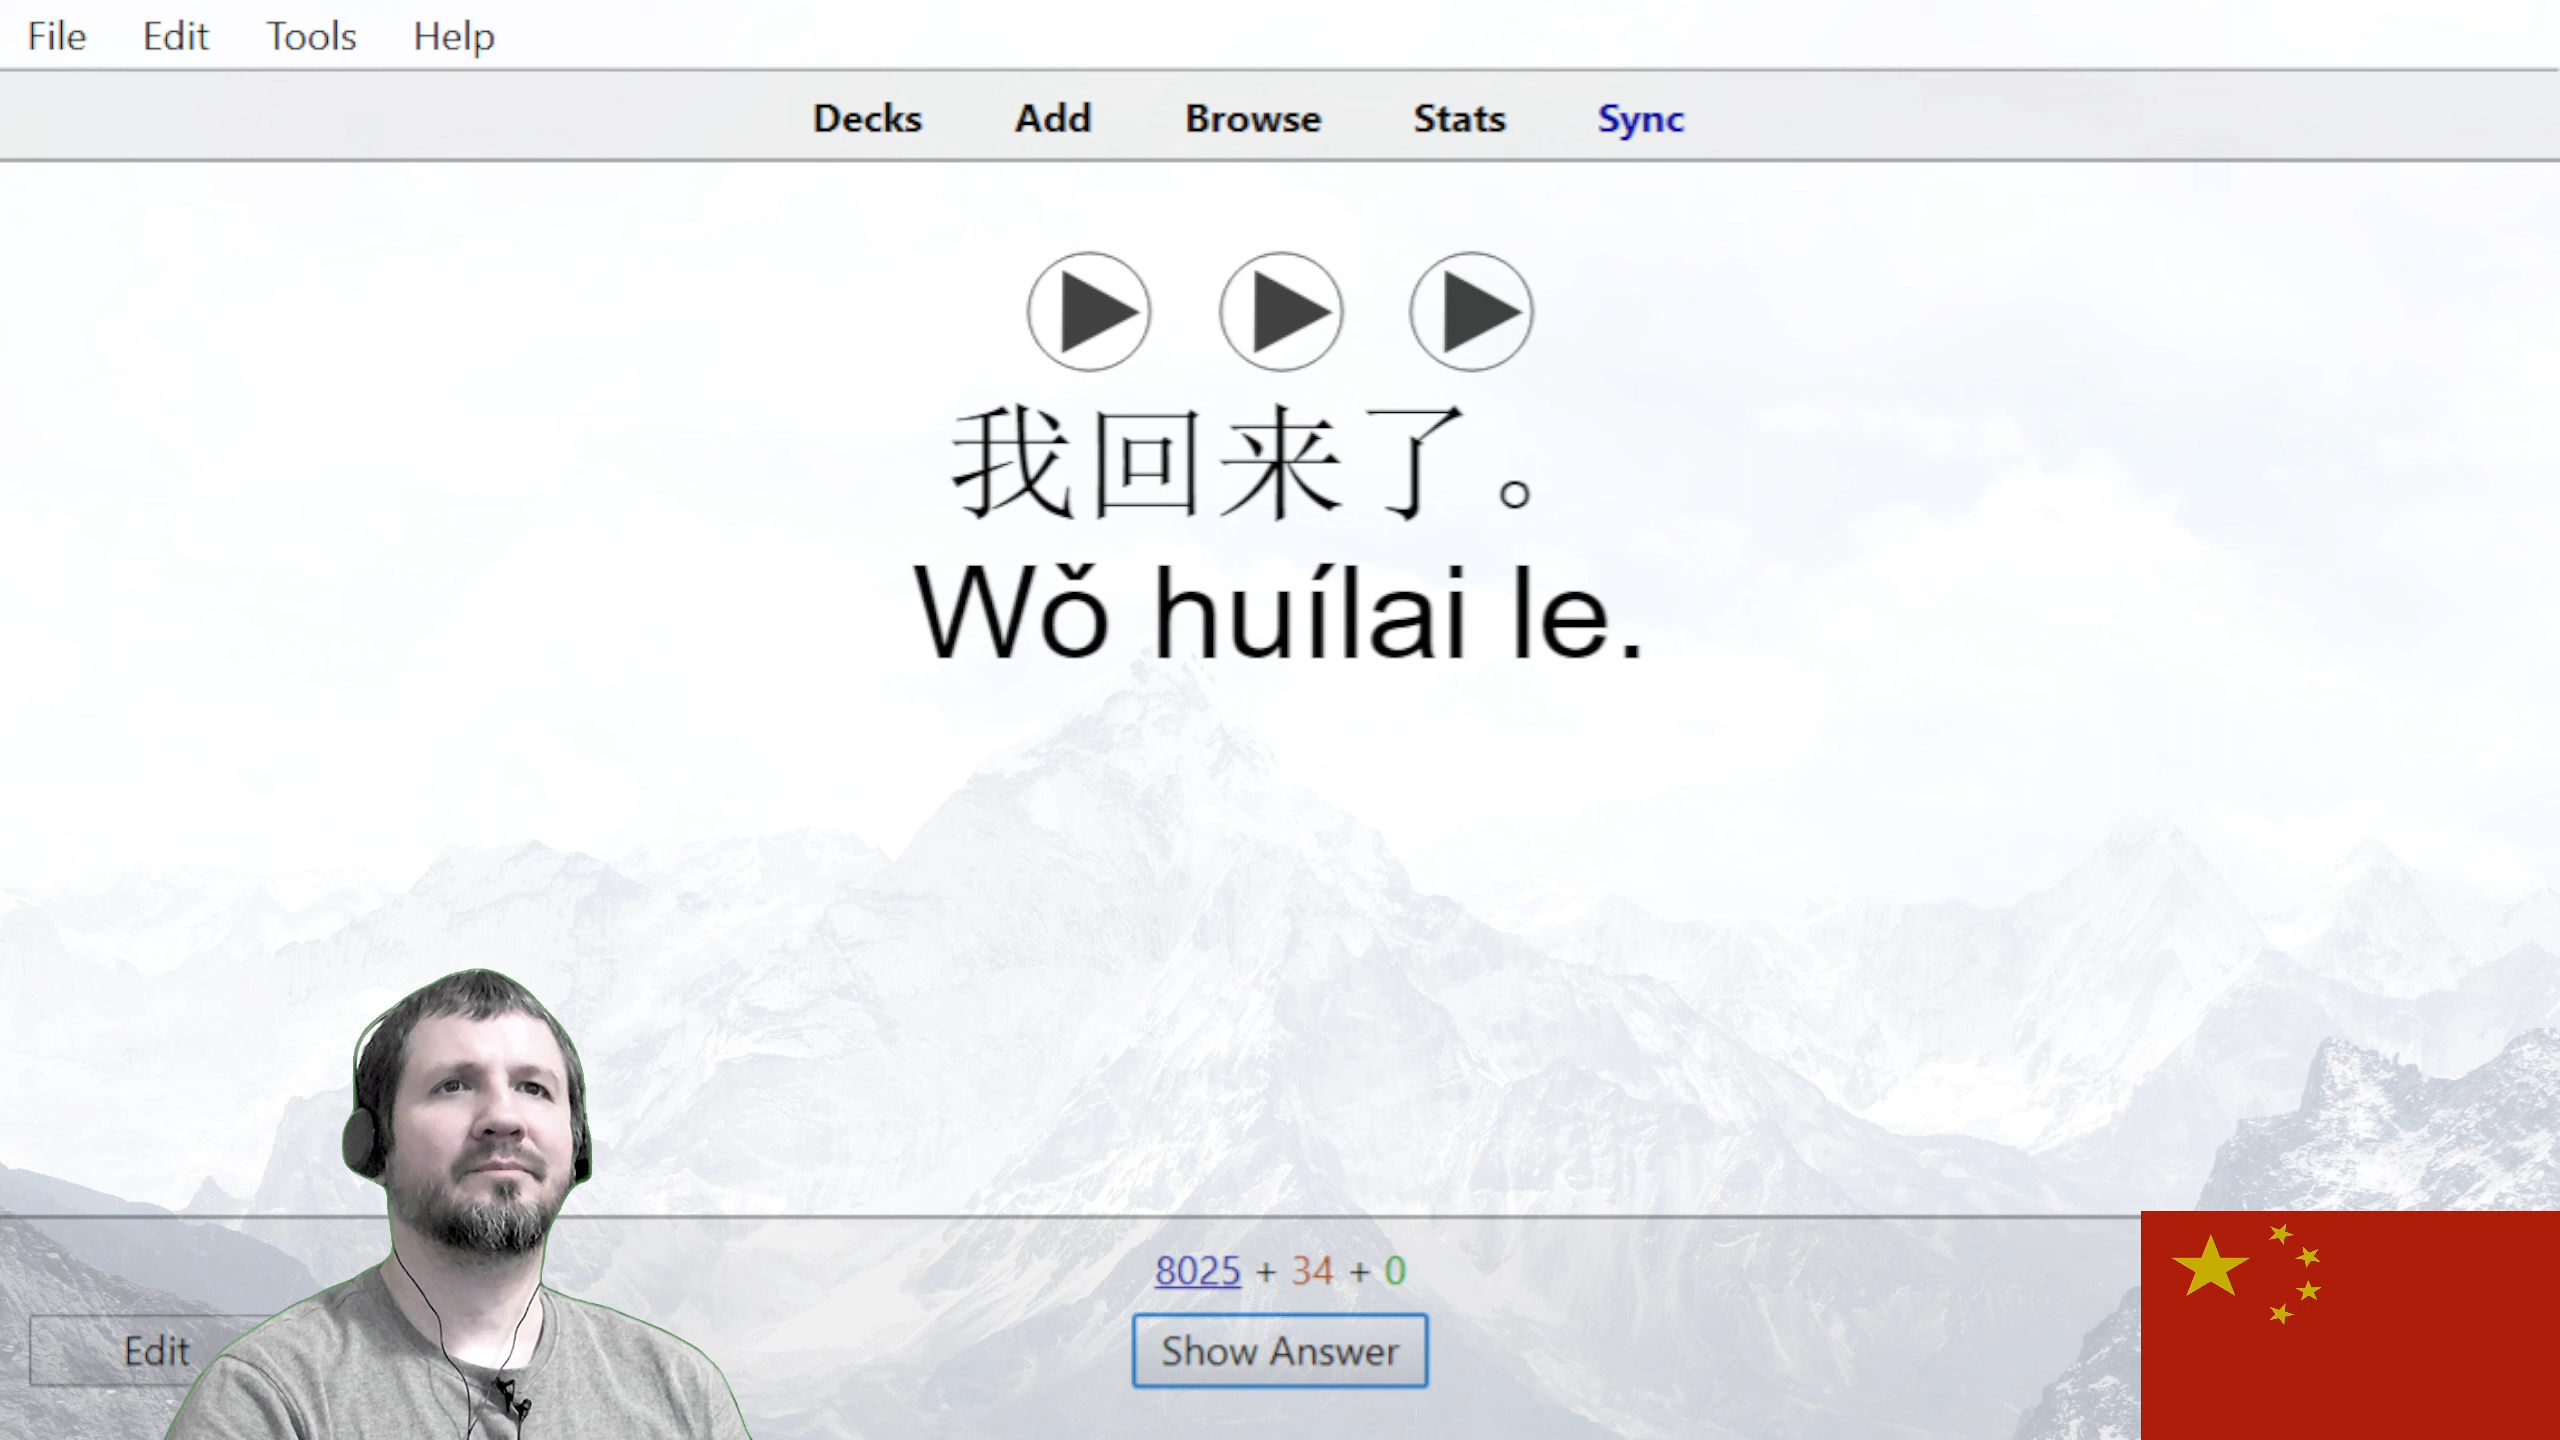 File Edit Tools Help
Decks Add Browse Stats Sync
我回来了。
Wǒ huílai le.
8025 + 34 + 0
Edit
Show Answer